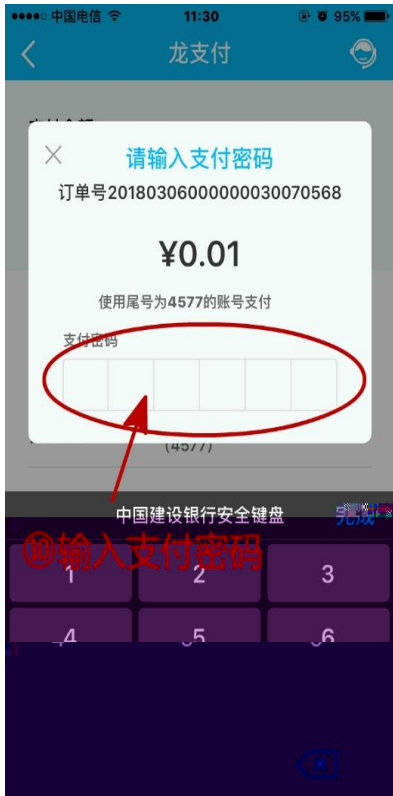 中国电信 11:30 95%
龙支付
请输入支付密码
订单号20180306000000030070568
¥0.01
使用尾号为4577的账号支付
支付密码
(4577)
中国建设银行安全键盘 完成
⑩输入支付密码
1 2 3
4 5 6